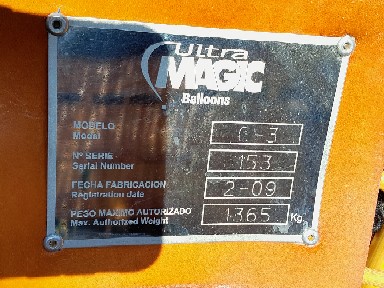 Ultra
MAGIC
Balloons
MODELO
Model
Nº SERIE
Serial Number
153
FECHA FABRICACION
Registration date
2-09
PESO MAXIMO AUTORIZADO
Max. Authorized Weight
1365 Kg.